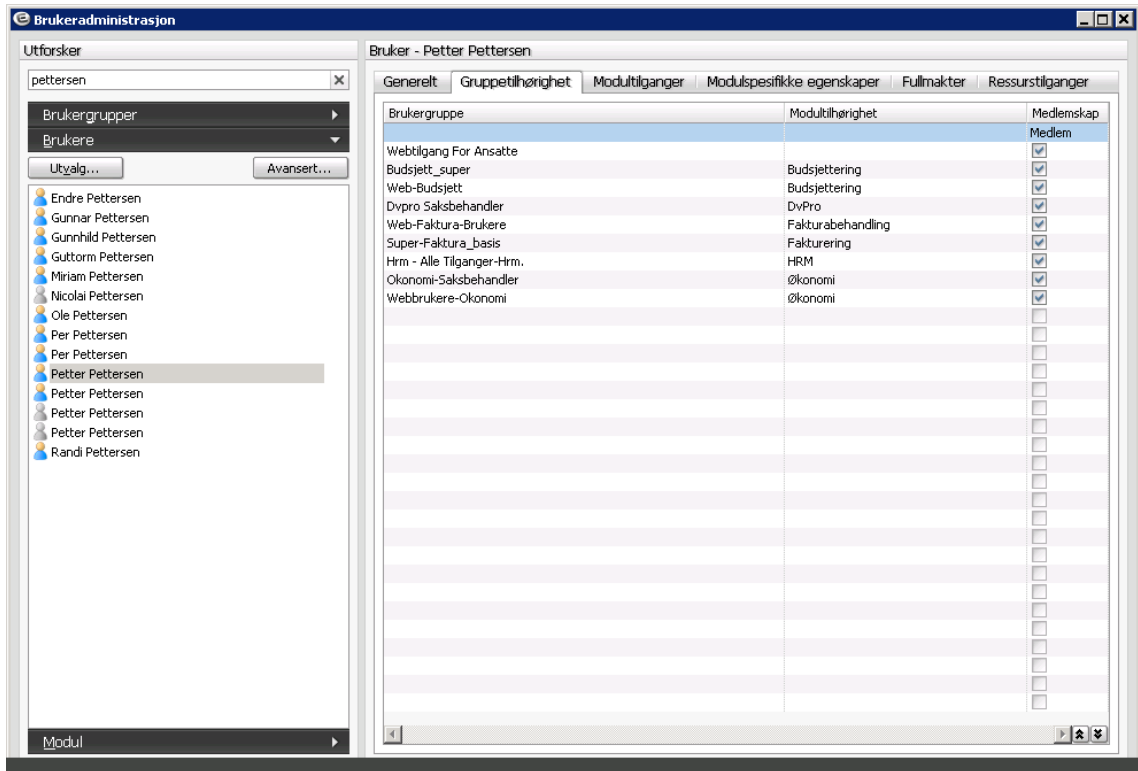 Brukeradministrasjon
Utforsker
pettersen
Brukergrupper
Brukere
Utvalg...
Avansert...
Endre Pettersen
Gunnar Pettersen
Gunnhild Pettersen
Guttorm Pettersen
Miriam Pettersen
Nicolai Pettersen
Ole Pettersen
Per Pettersen
Per Pettersen
Petter Pettersen
Petter Pettersen
Petter Pettersen
Petter Pettersen
Randi Pettersen
Modul
Bruker - Petter Pettersen
Generelt Gruppetilhørighet Modultilganger Modulspesifikke egenskaper Fullmakter Ressurstilganger
Brukergruppe Modultilhørighet Medlemskap
Medlem
Webtilgang For Ansatte
Budsjett_super Budsjettering
Web-Budsjett Budsjettering
Dvpro Saksbehandler DvPro
Web-Faktura-Brukere Fakturabehandling
Super-Faktura_basis Fakturering
Hrm - Alle Tilganger-Hrm. HRM
Okonomi-Saksbehandler Økonomi
Webbrukere-Okonomi Økonomi